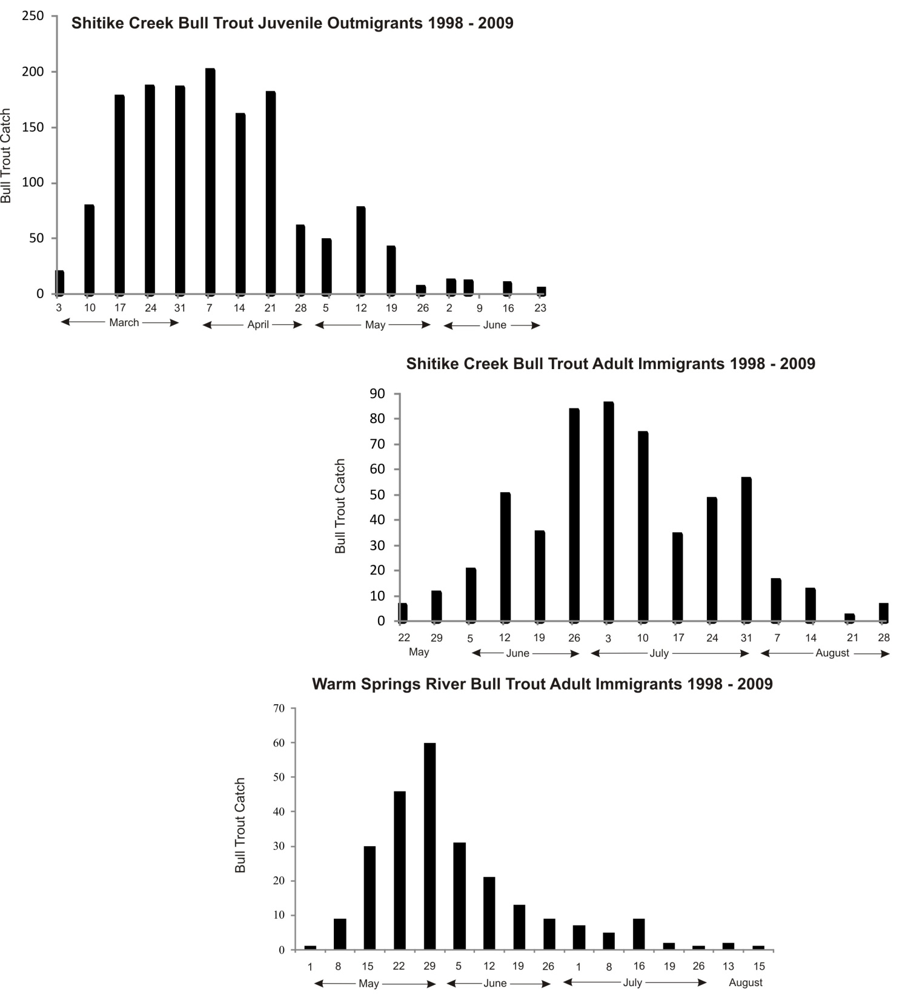 Shitike Creek Bull Trout Juvenile Outmigrants 1998 - 2009
Bull Trout Catch
250
200
150
100
50
0
3 10 17 24 31 7 14 21 28 5 12 19 26 2 9 16 23
March April May June
Shitike Creek Bull Trout Adult Immigrants 1998 - 2009
Bull Trout Catch
90
80
70
60
50
40
30
20
10
0
22 29 5 12 19 26 3 10 17 24 31 7 14 21 28
May June July August
Warm Springs River Bull Trout Adult Immigrants 1998 - 2009
Bull Trout Catch
70
60
50
40
30
20
10
0
1 8 15 22 29 5 12 19 26 1 8 16 19 26 13 15
May June July August